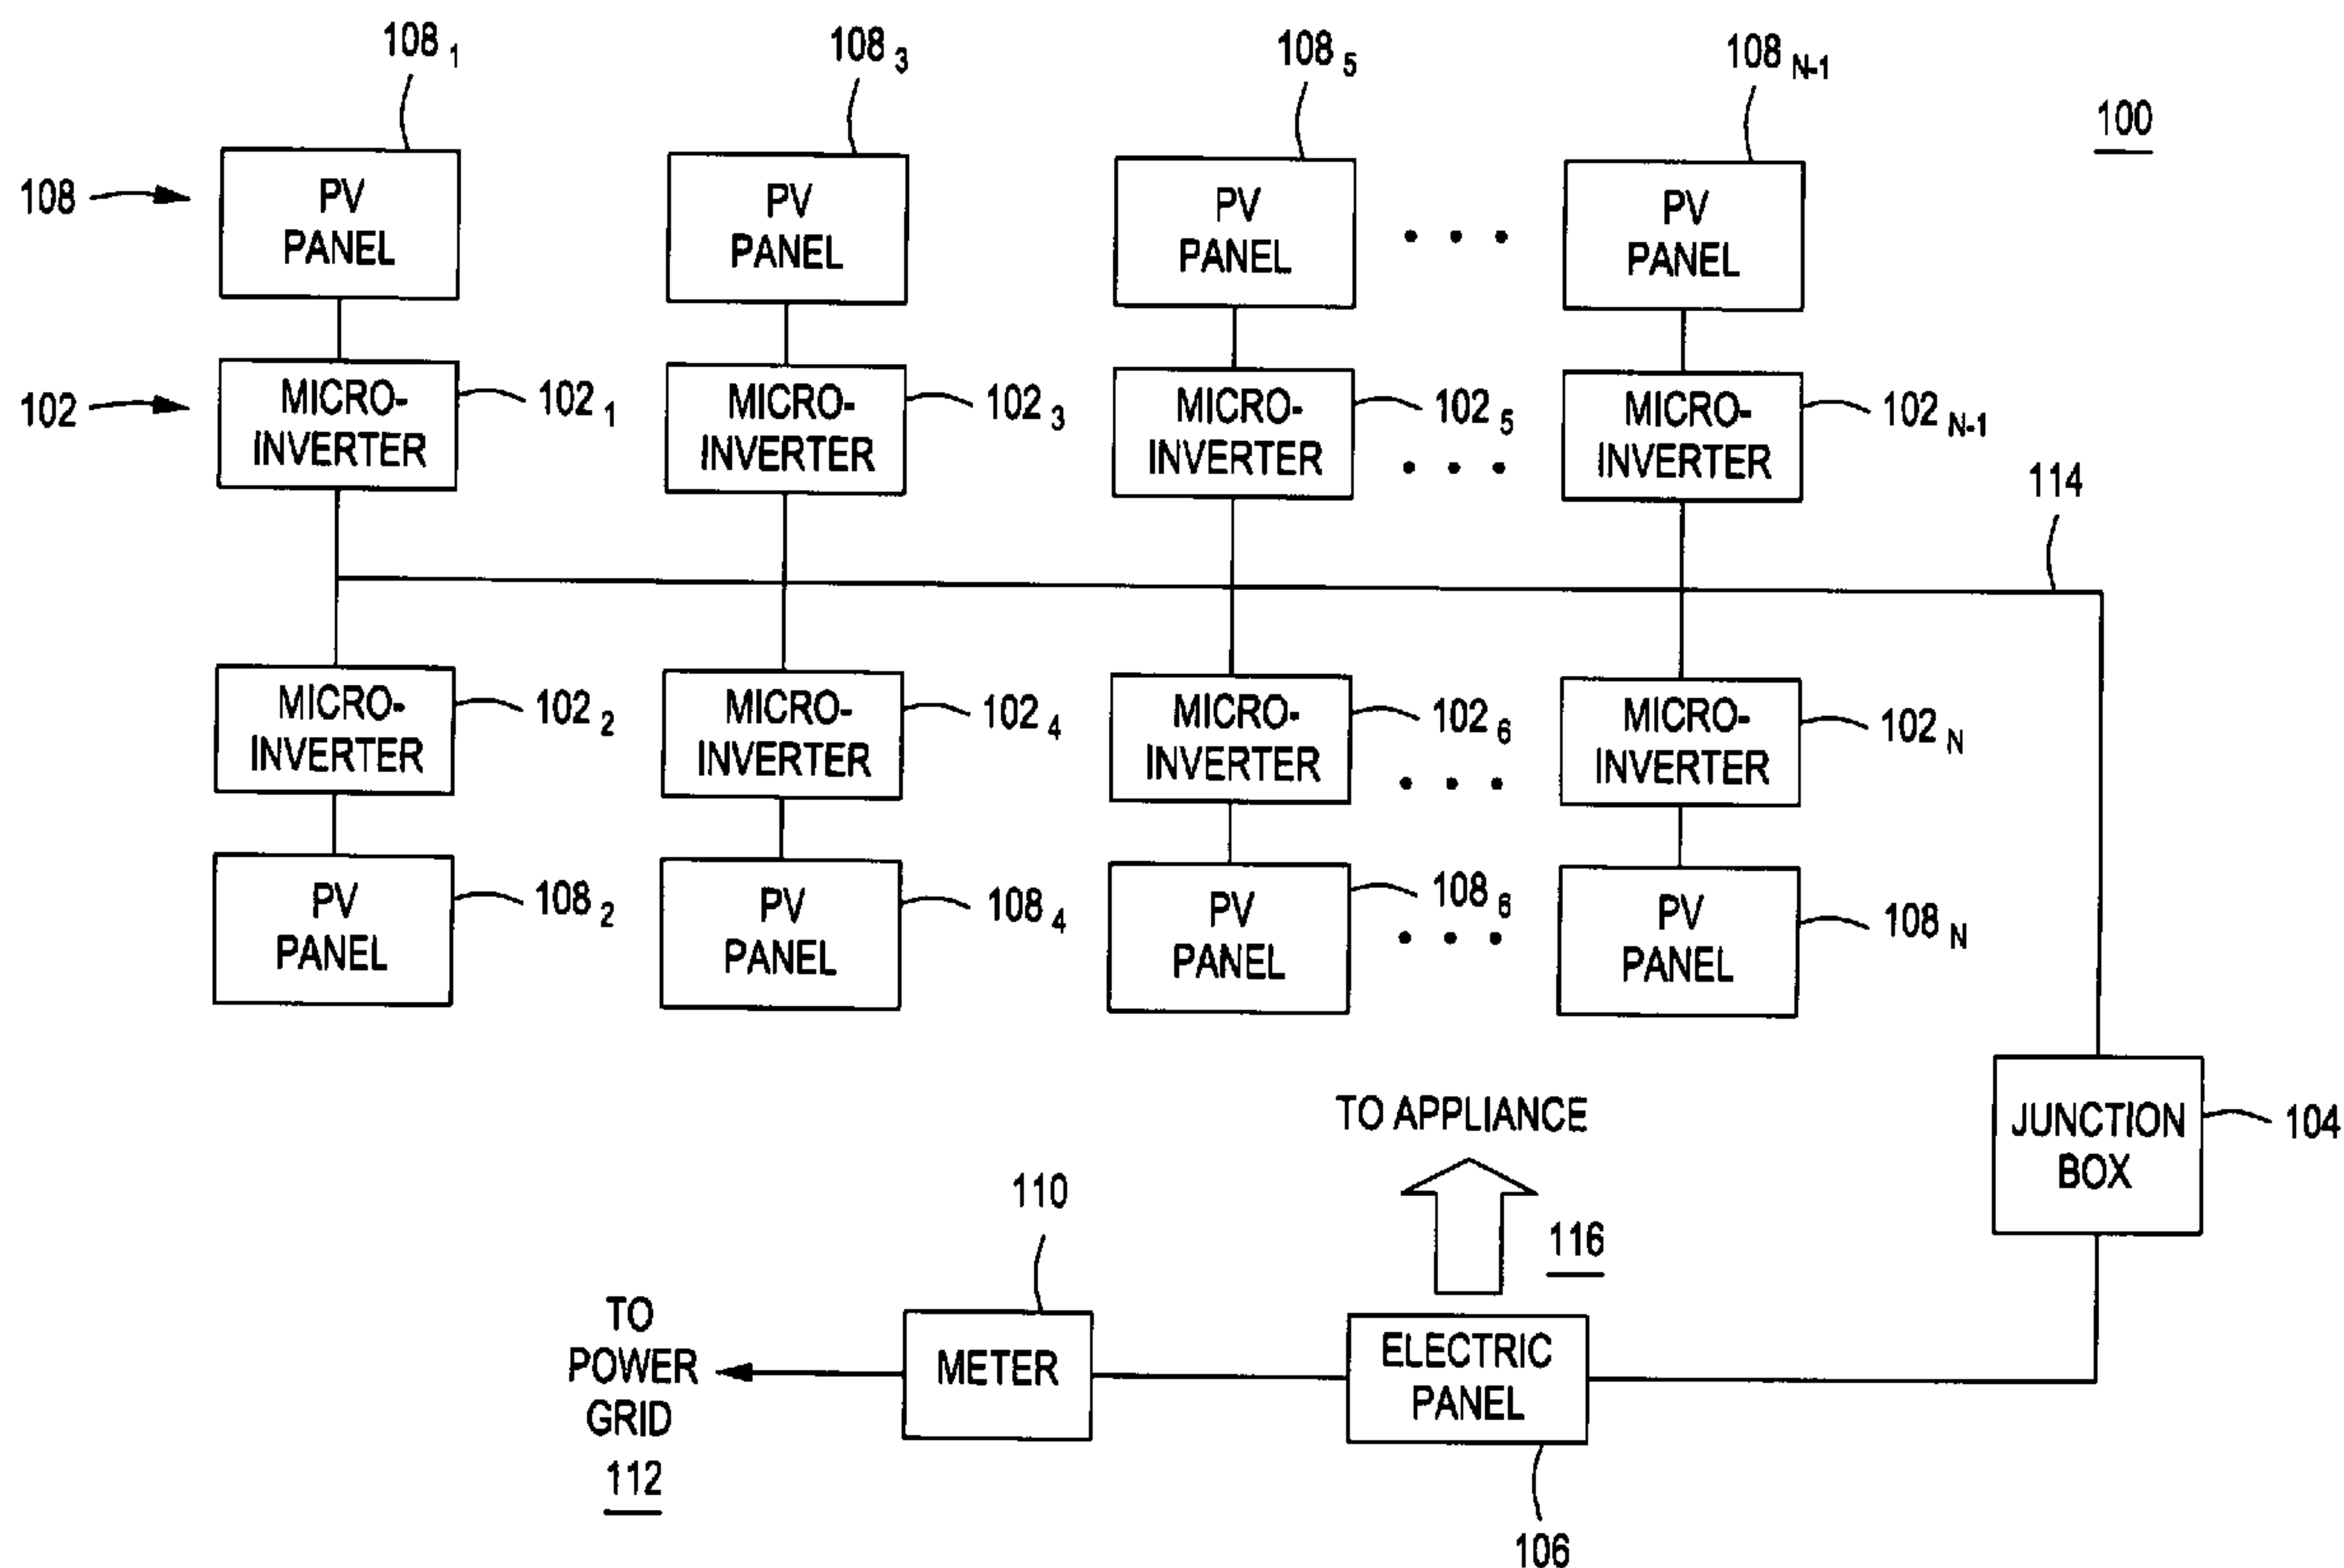 108 1
108 3
108 5
108 N-1
100
108
PV
PANEL
PV
PANEL
PV
PANEL
• • •
PV
PANEL
102
MICRO-
INVERTER
102 1
MICRO-
INVERTER
102 3
MICRO-
INVERTER
102 5
• • •
MICRO-
INVERTER
102 N-1
114
MICRO-
INVERTER
102 2
MICRO-
INVERTER
102 4
MICRO-
INVERTER
102 6
• • •
MICRO-
INVERTER
102 N
PV
PANEL
108 2
PV
PANEL
108 4
PV
PANEL
108 6
• • •
PV
PANEL
108 N
TO APPLIANCE
116
JUNCTION
BOX
104
110
TO
POWER
GRID
112
METER
ELECTRIC
PANEL
106